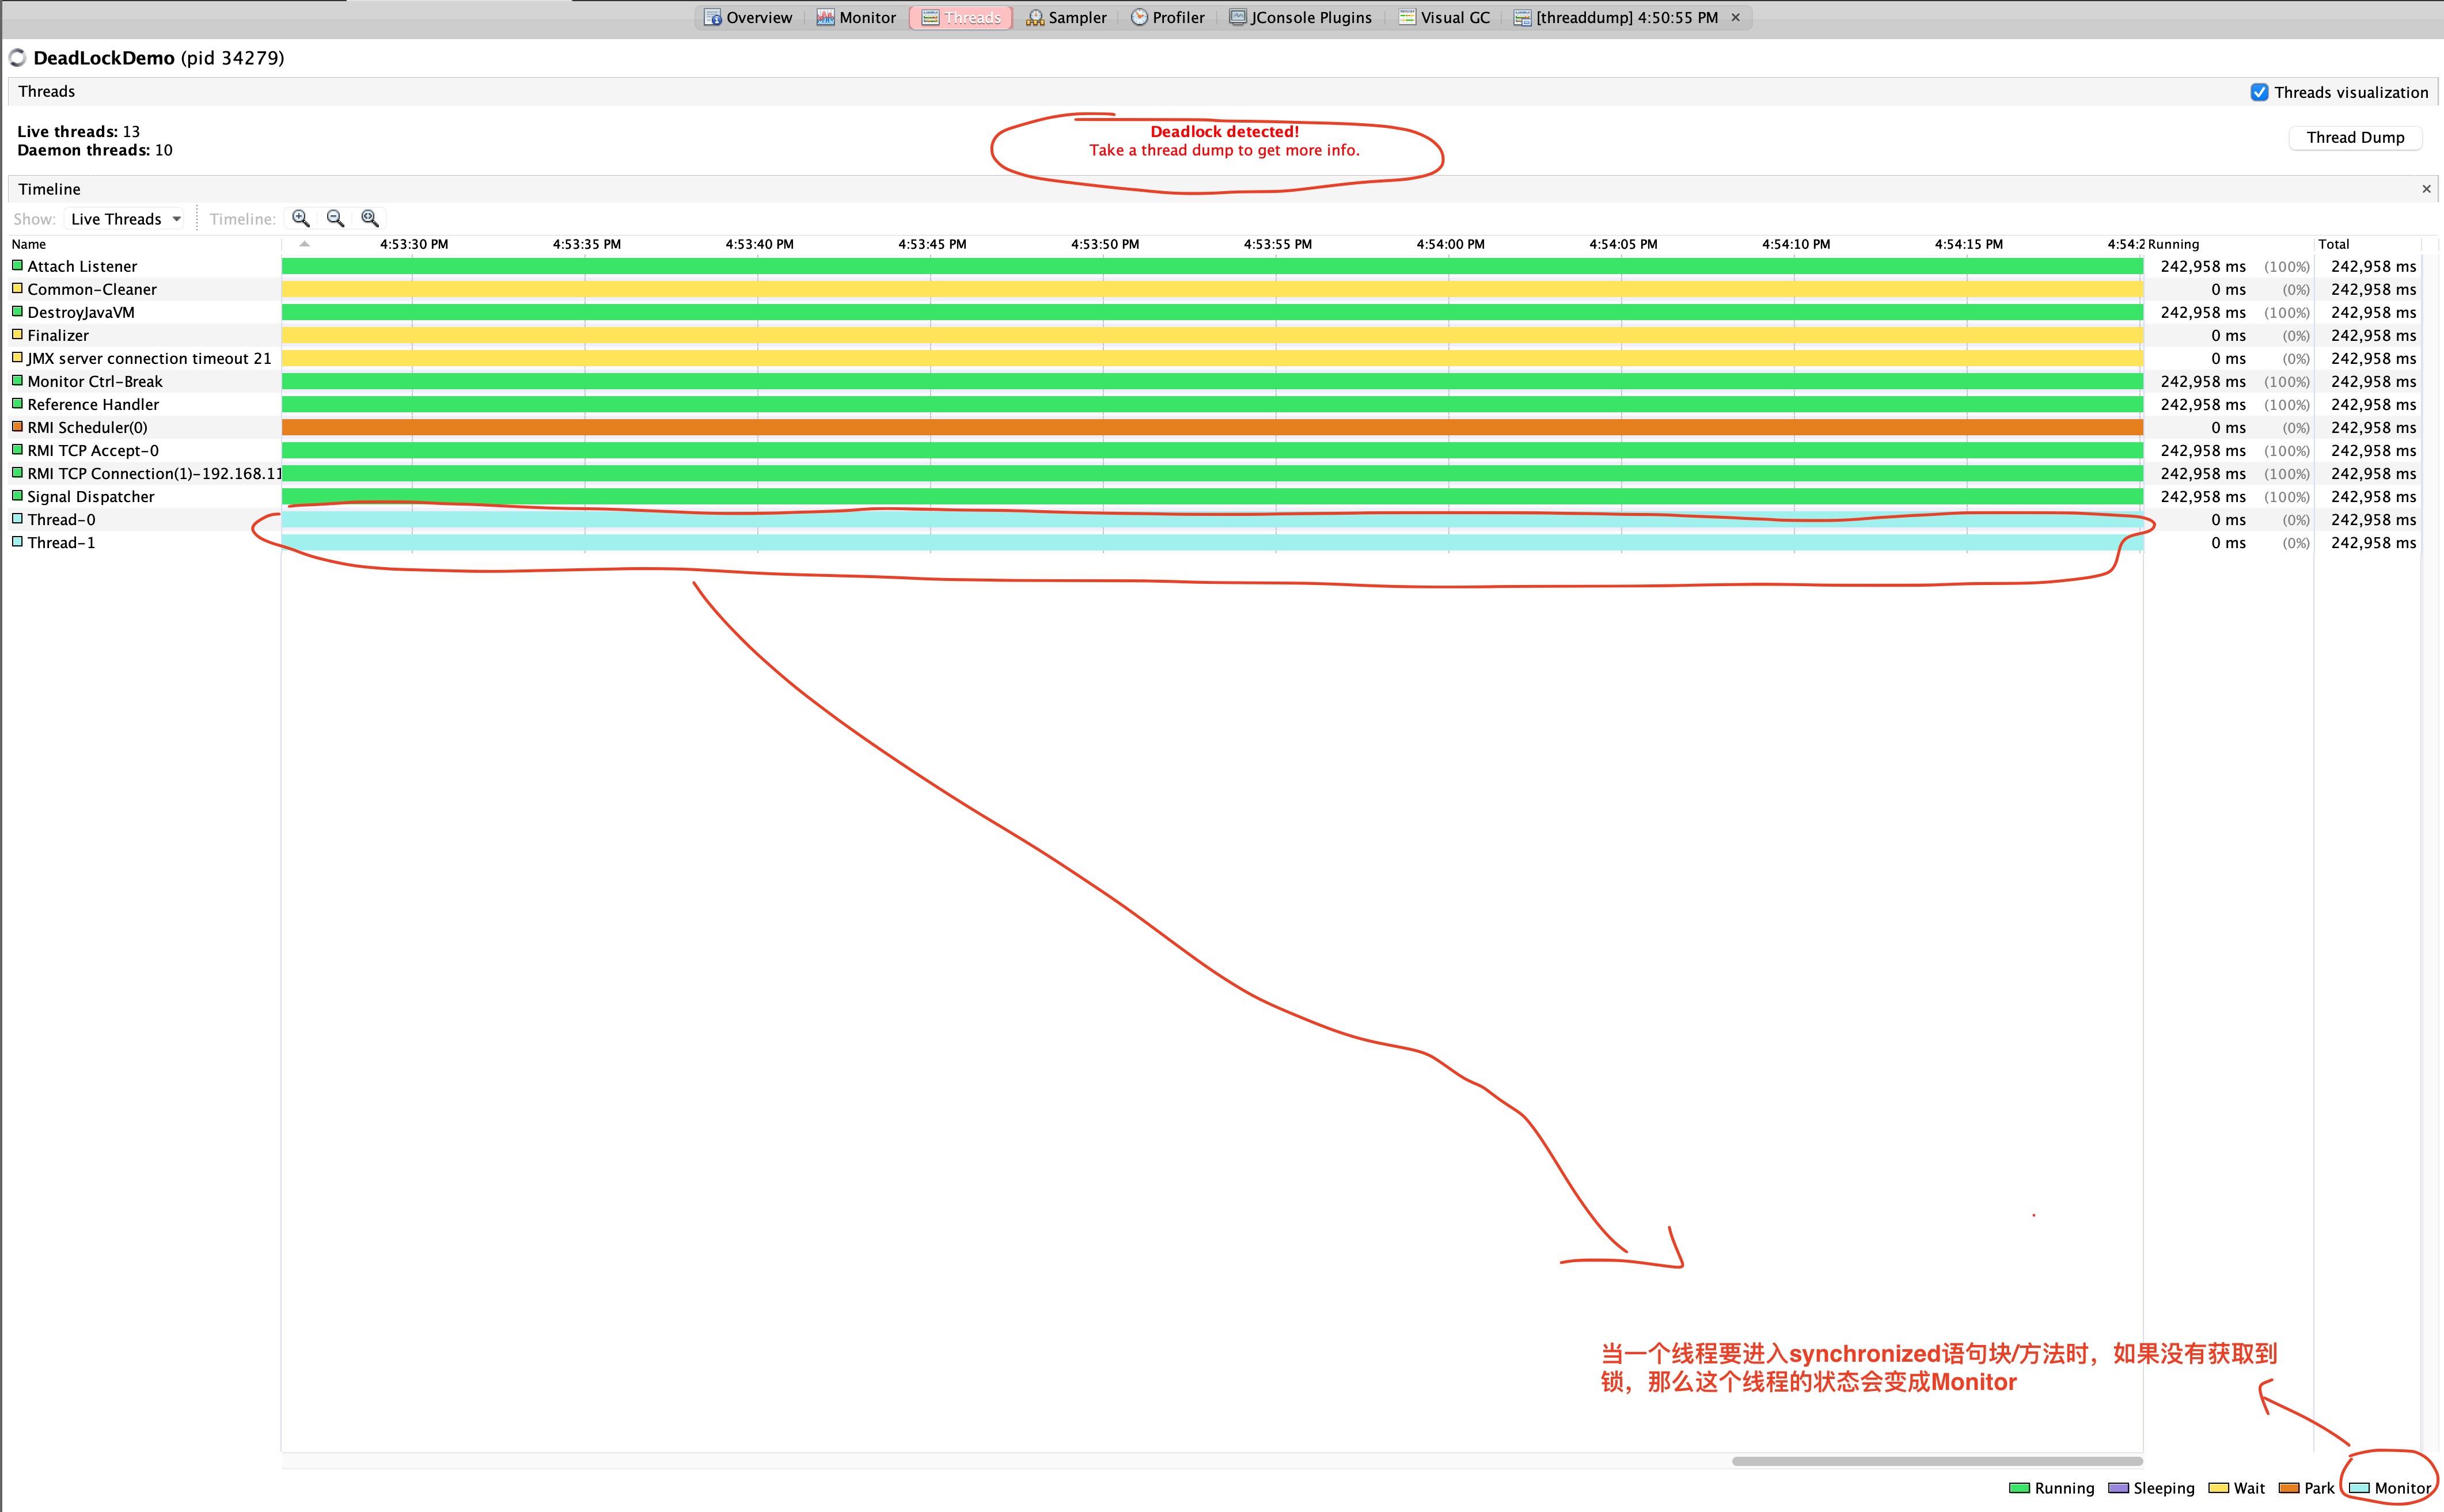 Overview Monitor Threads Sampler Profiler JConsole Plugins Visual GC [threaddump] 4:50:55 PM ×
DeadLockDemo (pid 34279)
Threads Threads visualization
Live threads: 13
Daemon threads: 10
Deadlock detected!
Take a thread dump to get more info.
Thread Dump
Timeline ×
Show: Live Threads Timeline:
Name 4:53:30 PM 4:53:35 PM 4:53:40 PM 4:53:45 PM 4:53:50 PM 4:53:55 PM 4:54:00 PM 4:54:05 PM 4:54:10 PM 4:54:15 PM 4:54:2 Running Total
Attach Listener 242,958 ms (100%) 242,958 ms
Common-Cleaner 0 ms (0%) 242,958 ms
DestroyJavaVM 242,958 ms (100%) 242,958 ms
Finalizer 0 ms (0%) 242,958 ms
JMX server connection timeout 21 0 ms (0%) 242,958 ms
Monitor Ctrl-Break 242,958 ms (100%) 242,958 ms
Reference Handler 242,958 ms (100%) 242,958 ms
RMI Scheduler(0) 0 ms (0%) 242,958 ms
RMI TCP Accept-0 242,958 ms (100%) 242,958 ms
RMI TCP Connection(1)-192.168.11 242,958 ms (100%) 242,958 ms
Signal Dispatcher 242,958 ms (100%) 242,958 ms
Thread-0 0 ms (0%) 242,958 ms
Thread-1 0 ms (0%) 242,958 ms
当一个线程要进入synchronized语句块/方法时，如果没有获取到
锁，那么这个线程的状态会变成Monitor
Running Sleeping Wait Park Monitor